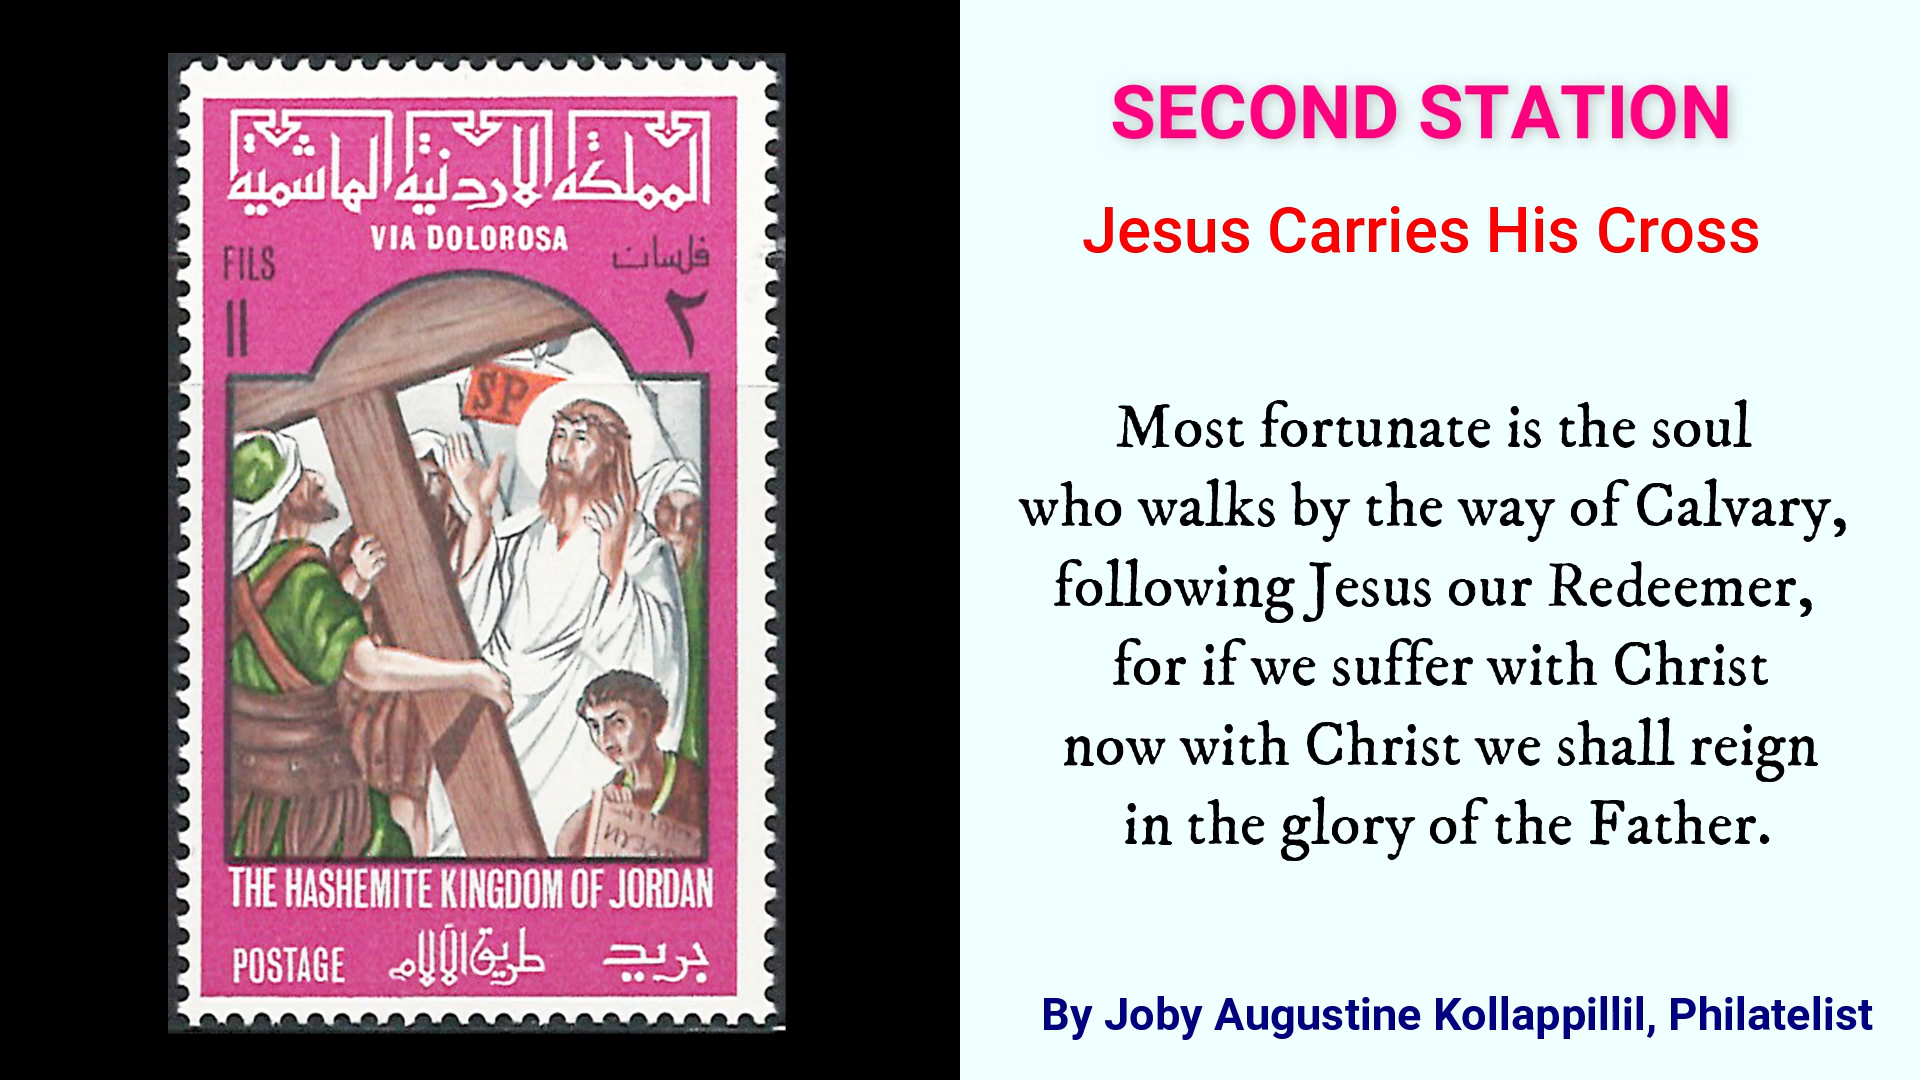 المملكة الاردنية الهاشمية
VIA DOLOROSA
FILS
فلسات
II
٢
SP
THE HASHEMITE KINGDOM OF JORDAN
POSTAGE
طريق الآلام
بريد
SECOND STATION
Jesus Carries His Cross
Most fortunate is the soul
who walks by the way of Calvary,
following Jesus our Redeemer,
for if we suffer with Christ
now with Christ we shall reign
in the glory of the Father.
By Joby Augustine Kollappillil, Philatelist